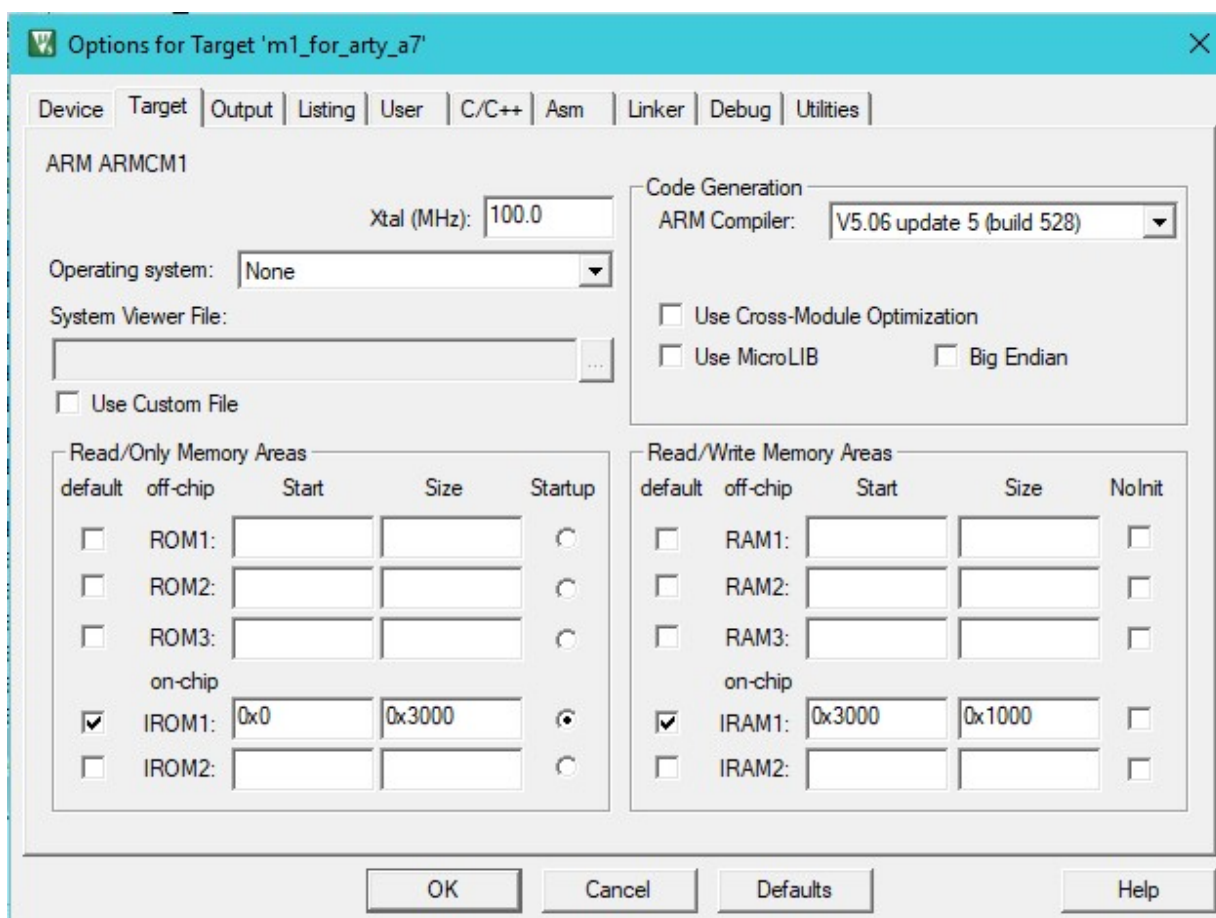 Options for Target 'm1_for_arty_a7'
Device Target Output Listing User C/C++ Asm Linker Debug Utilities
ARM ARMCM1
Xtal (MHz): 100.0
Operating system: None
System Viewer File:
...
Use Custom File
Code Generation
ARM Compiler: V5.06 update 5 (build 528)
Use Cross-Module Optimization
Use MicroLIB Big Endian
Read/Only Memory Areas
default off-chip Start Size Startup
ROM1:
ROM2:
ROM3:
on-chip
IROM1: 0x0 0x3000
IROM2:
Read/Write Memory Areas
default off-chip Start Size NoInit
RAM1:
RAM2:
RAM3:
on-chip
IRAM1: 0x3000 0x1000
IRAM2:
OK Cancel Defaults Help